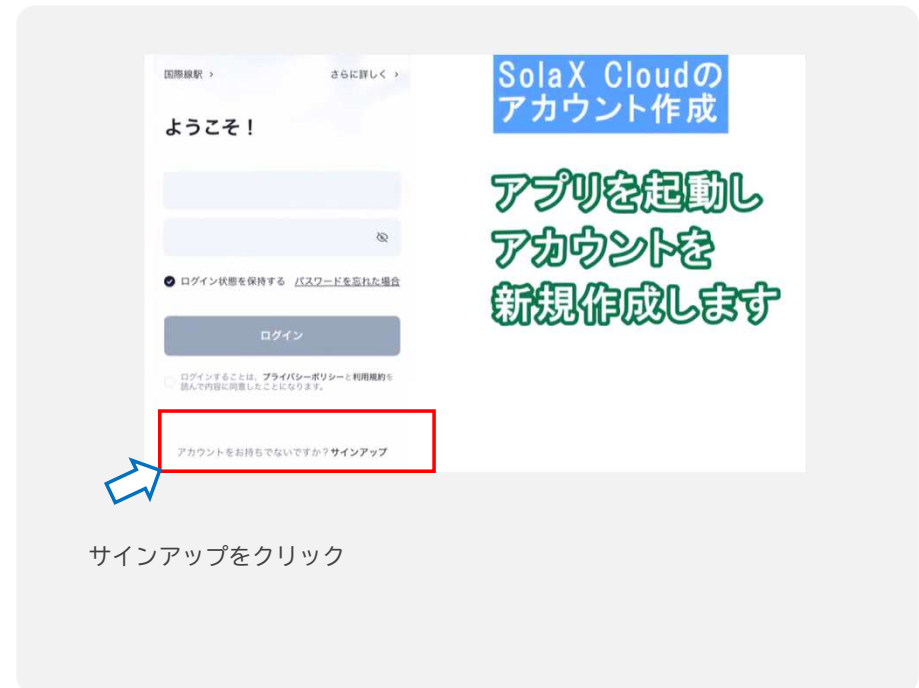 国際線駅 >
さらに詳しく >
ようこそ！
ログイン状態を保持する パスワードを忘れた場合
ログイン
ログインすることは、プライバシーポリシーと利用規約を
読んで内容に同意したことになります。
アカウントをお持ちでないですか？サインアップ
SolaX Cloudの
アカウント作成
アプリを起動し
アカウントを
新規作成します
サインアップをクリック